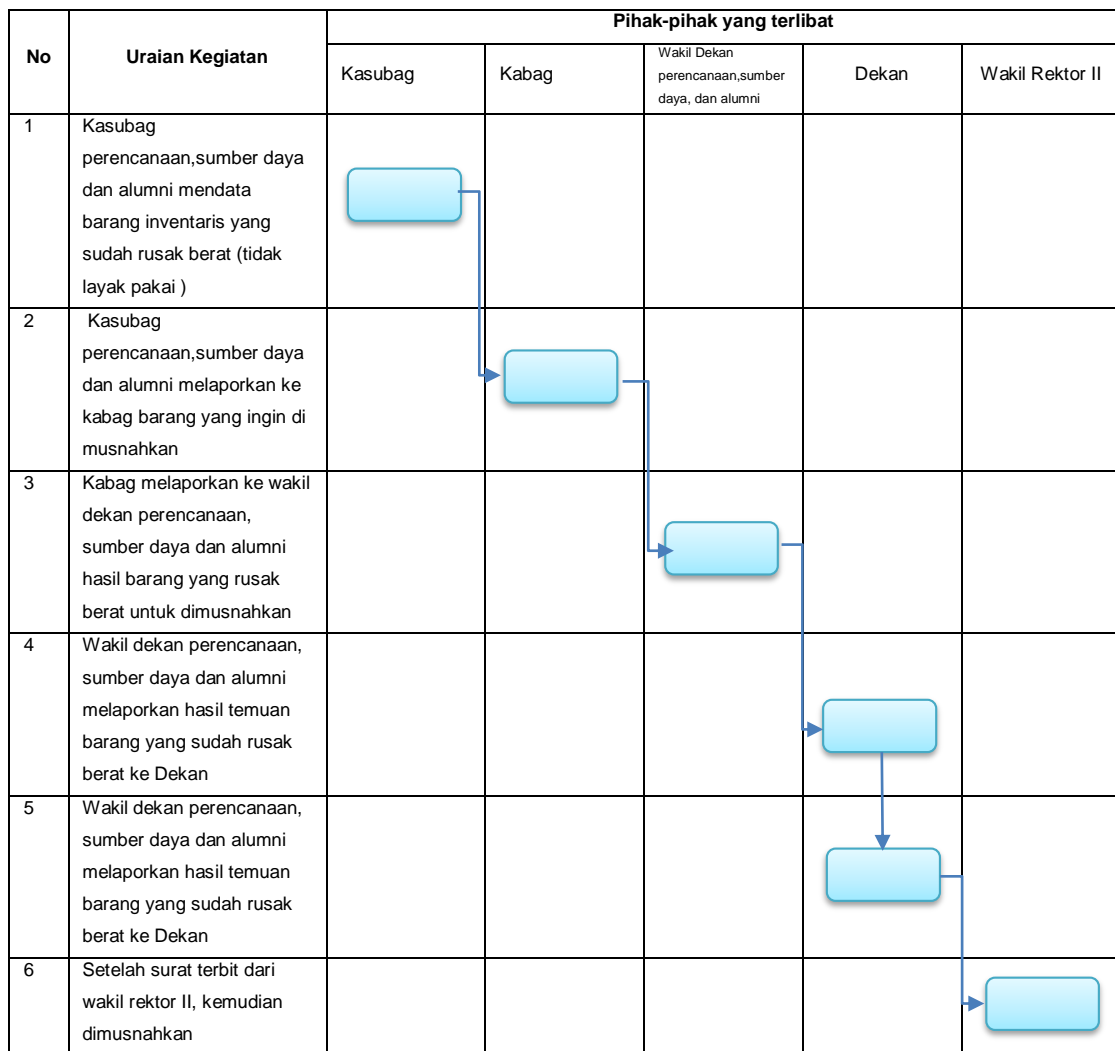 No
Uraian Kegiatan
Pihak-pihak yang terlibat
Kasubag
Kabag
Wakil Dekan
perencanaan,sumber
daya, dan alumni
Dekan
Wakil Rektor II
1
Kasubag
perencanaan,sumber daya
dan alumni mendata
barang inventaris yang
sudah rusak berat (tidak
layak pakai )
2
Kasubag
perencanaan,sumber daya
dan alumni melaporkan ke
kabag barang yang ingin di
musnahkan
3
Kabag melaporkan ke wakil
dekan perencanaan,
sumber daya dan alumni
hasil barang yang rusak
berat untuk dimusnahkan
4
Wakil dekan perencanaan,
sumber daya dan alumni
melaporkan hasil temuan
barang yang sudah rusak
berat ke Dekan
5
Wakil dekan perencanaan,
sumber daya dan alumni
melaporkan hasil temuan
barang yang sudah rusak
berat ke Dekan
6
Setelah surat terbit dari
wakil rektor II, kemudian
dimusnahkan